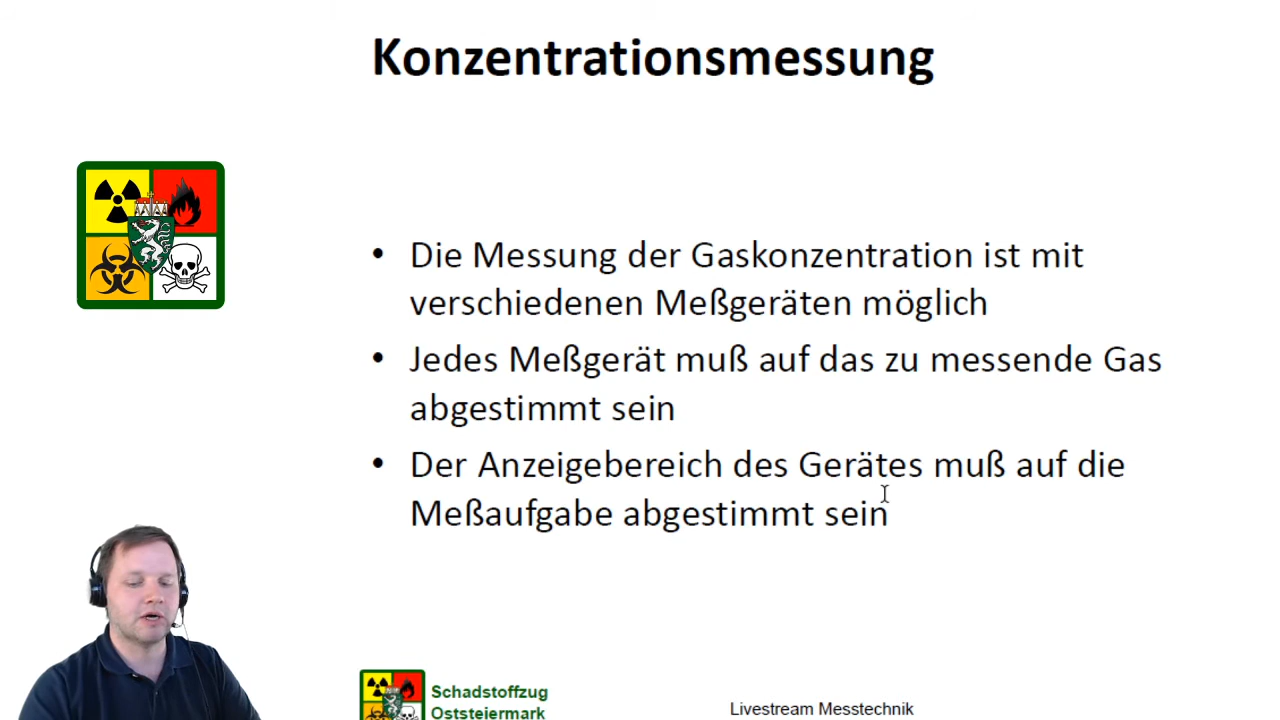 Konzentrationsmessung
• Die Messung der Gaskonzentration ist mit
verschiedenen Meßgeräten möglich
• Jedes Meßgerät muß auf das zu messende Gas
abgestimmt sein
• Der Anzeigebereich des Gerätes muß auf die
Meßaufgabe abgestimmt sein
Schadstoffzug
Oststeiermark
Livestream Messtechnik